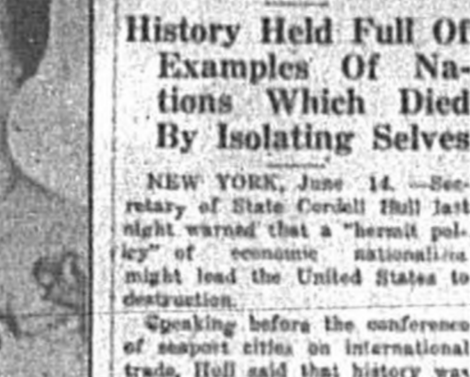 History Held Full Of
Examples Of Na-
tions Which Died
By Isolating Selves
NEW YORK, June 14. —Sec-
retary of State Cordell Hull last
night warned that a "hermit pol-
icy" of economic nationalism
might lead the United States to
destruction.
Speaking before the conference
of seaport cities on international
trade, Hull said that history was